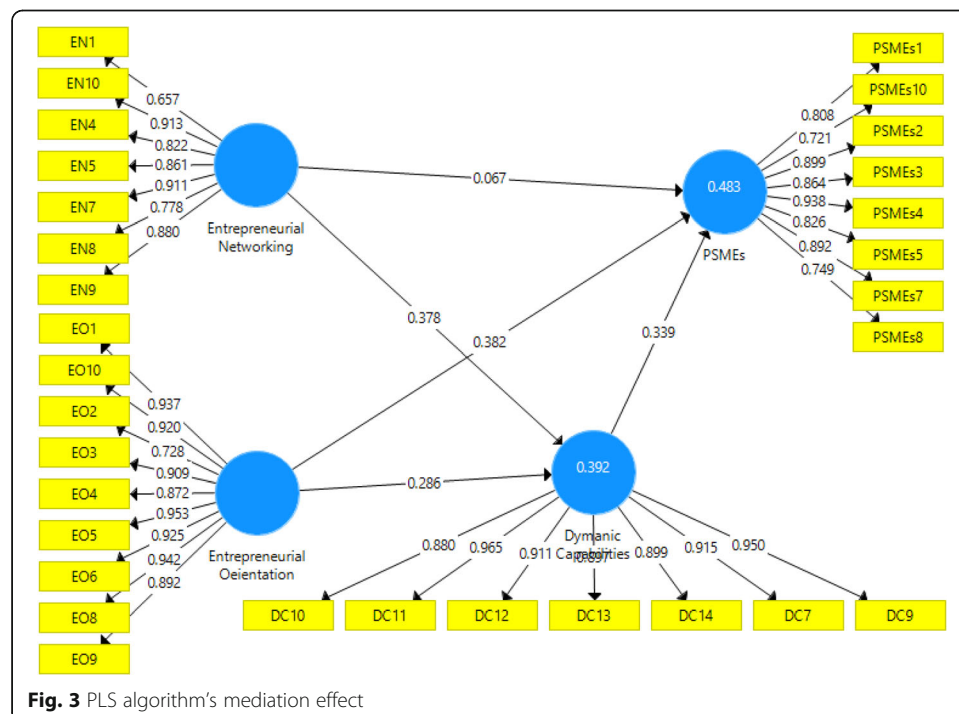 EN1
EN10
EN4
EN5
EN7
EN8
EN9
0.657
0.913
0.822
0.861
0.911
0.778
0.880
Entrepreneurial
Networking
EO1
EO10
EO2
EO3
EO4
EO5
EO6
EO8
EO9
0.937
0.920
0.728
0.909
0.872
0.953
0.925
0.942
0.892
Entrepreneurial
Oeientation
0.067
0.378
0.382
0.286
0.339
0.483
PSMEs
PSMEs1
PSMEs10
PSMEs2
PSMEs3
PSMEs4
PSMEs5
PSMEs7
PSMEs8
0.808
0.721
0.899
0.864
0.938
0.826
0.892
0.749
0.392
Dymanic
Capabilities
0.880
0.965
0.911
0.899
0.915
0.950
DC10
DC11
DC12
DC13
DC14
DC7
DC9
Fig. 3 PLS algorithm's mediation effect